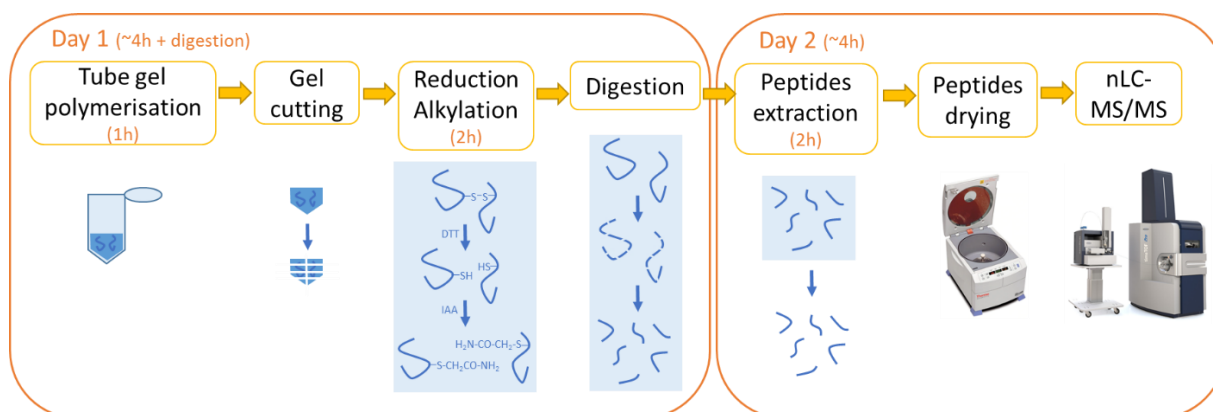 Day 1 (~4h + digestion)
Tube gel
polymerisation
(1h)
Gel
cutting
Reduction
Alkylation
(2h)
Digestion
Day 2 (~4h)
Peptides
extraction
(2h)
Peptides
drying
nLC-
MS/MS
S-S
DTT
SH
HS
IAA
H₂N-CO-CH₂-S
S-CH₂CO-NH₂